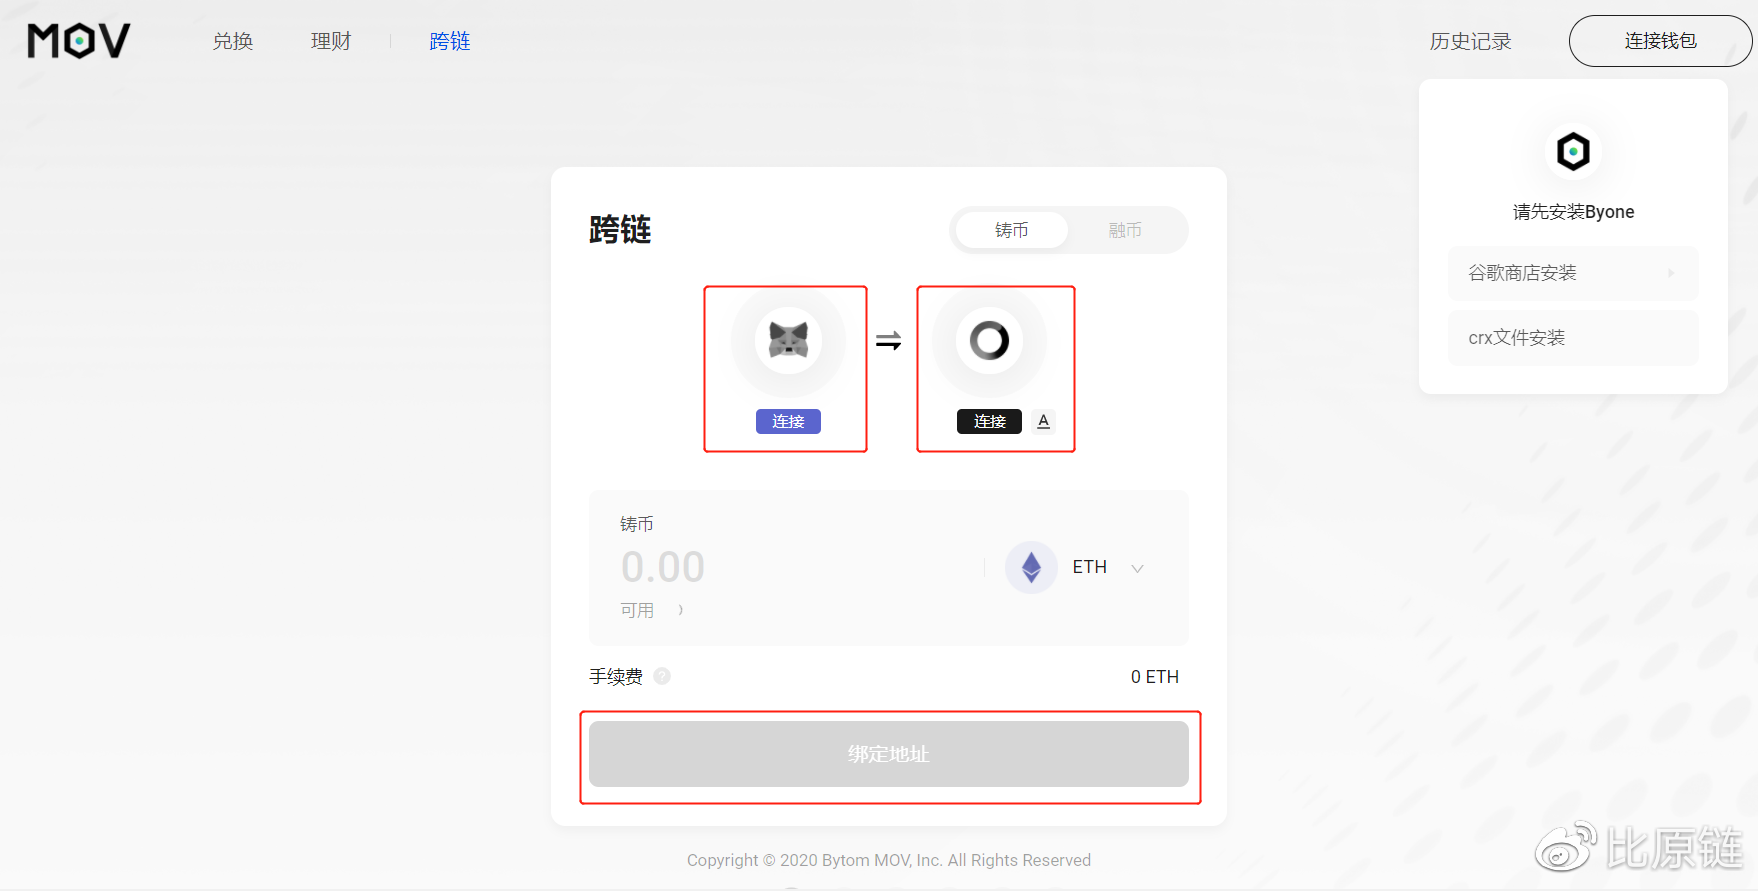 MOV
兑换 理财 跨链 历史记录 连接钱包
请先安装Byone
谷歌商店安装
crx文件安装
跨链 铸币 融币
连接 连接 A
铸币
0.00 ETH
可用
手续费 ? 0 ETH
绑定地址
Copyright © 2020 Bytom MOV, Inc. All Rights Reserved
比原链